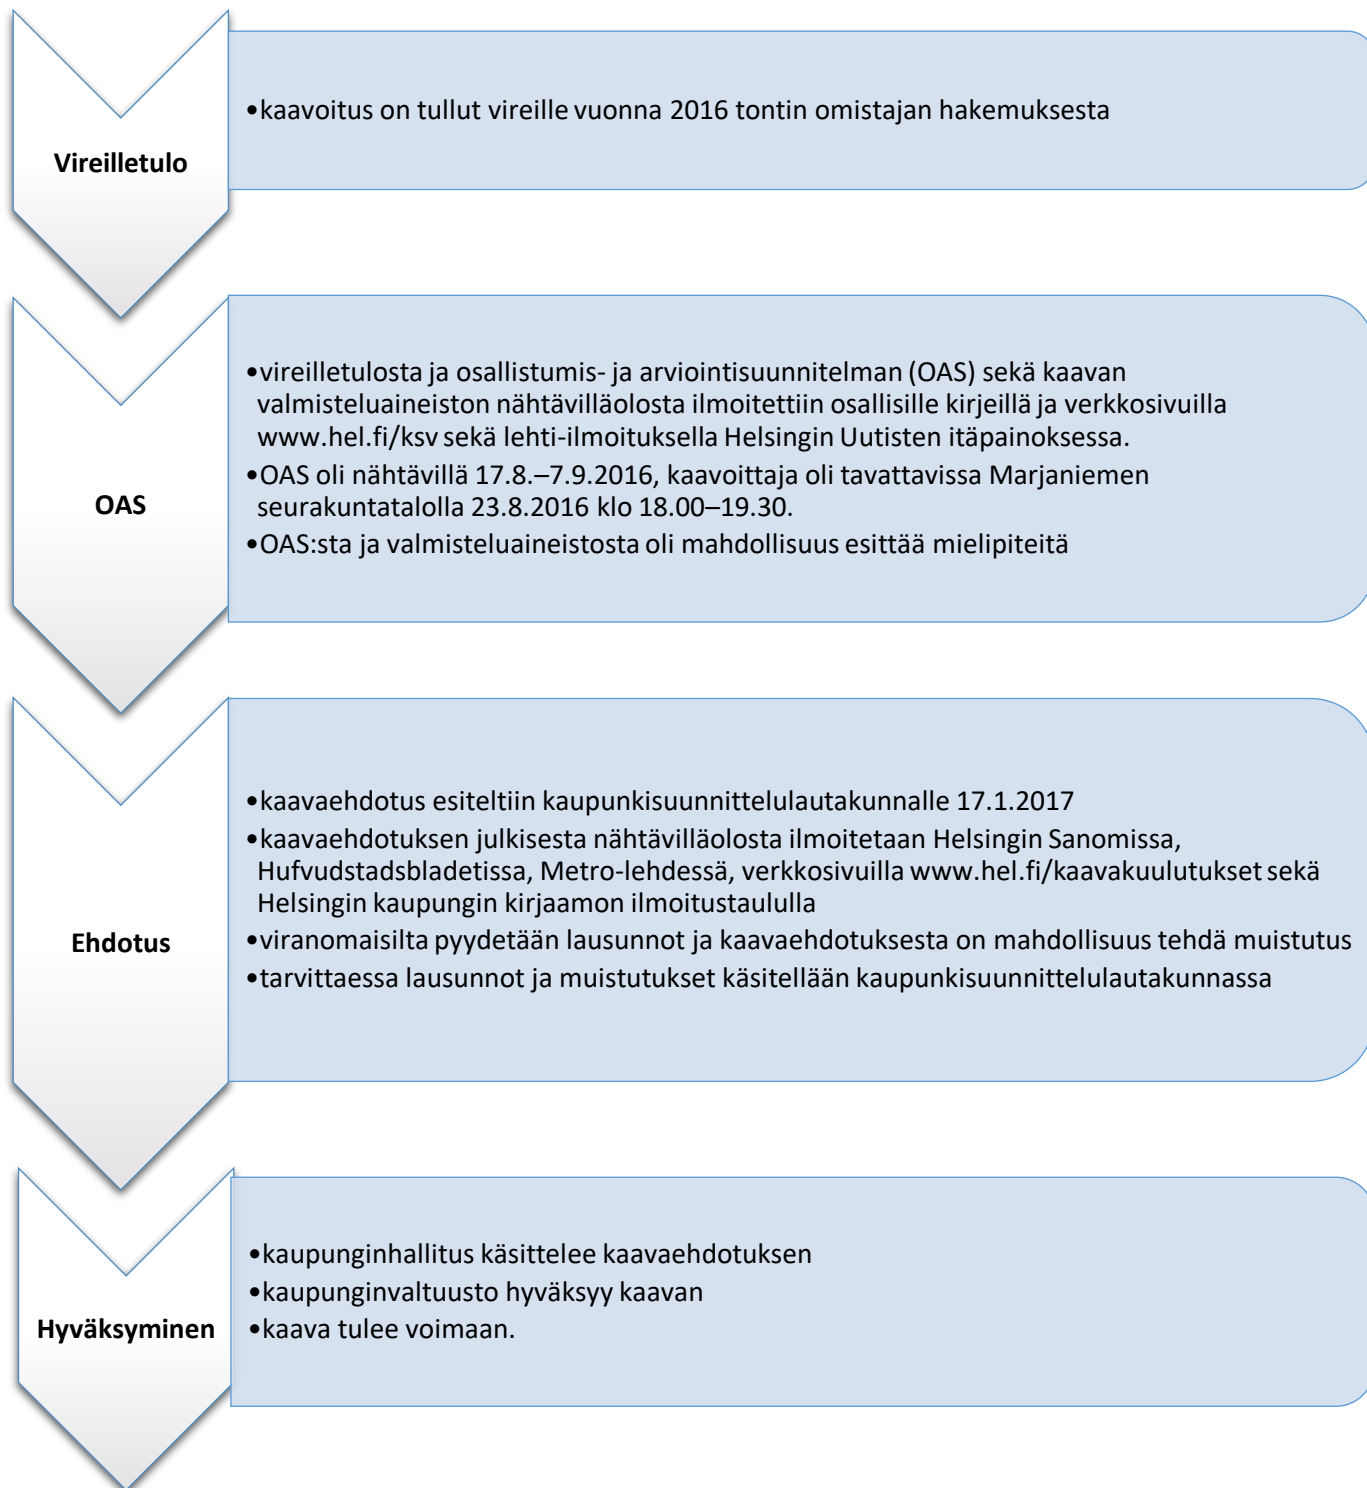 Vireilletulo
•kaavoitus on tullut vireille vuonna 2016 tontin omistajan hakemuksesta
OAS
•vireilletulosta ja osallistumis- ja arviointisuunnitelman (OAS) sekä kaavan
valmisteluaineiston nähtävilläolosta ilmoitettiin osallisille kirjeillä ja verkkosivuilla
www.hel.fi/ksv sekä lehti-ilmoituksella Helsingin Uutisten itäpainoksessa.
•OAS oli nähtävillä 17.8.–7.9.2016, kaavoittaja oli tavattavissa Marjaniemen
seurakuntatalolla 23.8.2016 klo 18.00–19.30.
•OAS:sta ja valmisteluaineistosta oli mahdollisuus esittää mielipiteitä
Ehdotus
•kaavaehdotus esiteltiin kaupunkisuunnittelulautakunnalle 17.1.2017
•kaavaehdotuksen julkisesta nähtävilläolosta ilmoitetaan Helsingin Sanomissa,
Hufvudstadsbladetissa, Metro-lehdessä, verkkosivuilla www.hel.fi/kaavakuulutukset sekä
Helsingin kaupungin kirjaamon ilmoitustaululla
•viranomaisilta pyydetään lausunnot ja kaavaehdotuksesta on mahdollisuus tehdä muistutus
•tarvittaessa lausunnot ja muistutukset käsitellään kaupunkisuunnittelulautakunnassa
Hyväksyminen
•kaupunginhallitus käsittelee kaavaehdotuksen
•kaupunginvaltuusto hyväksyy kaavan
•kaava tulee voimaan.